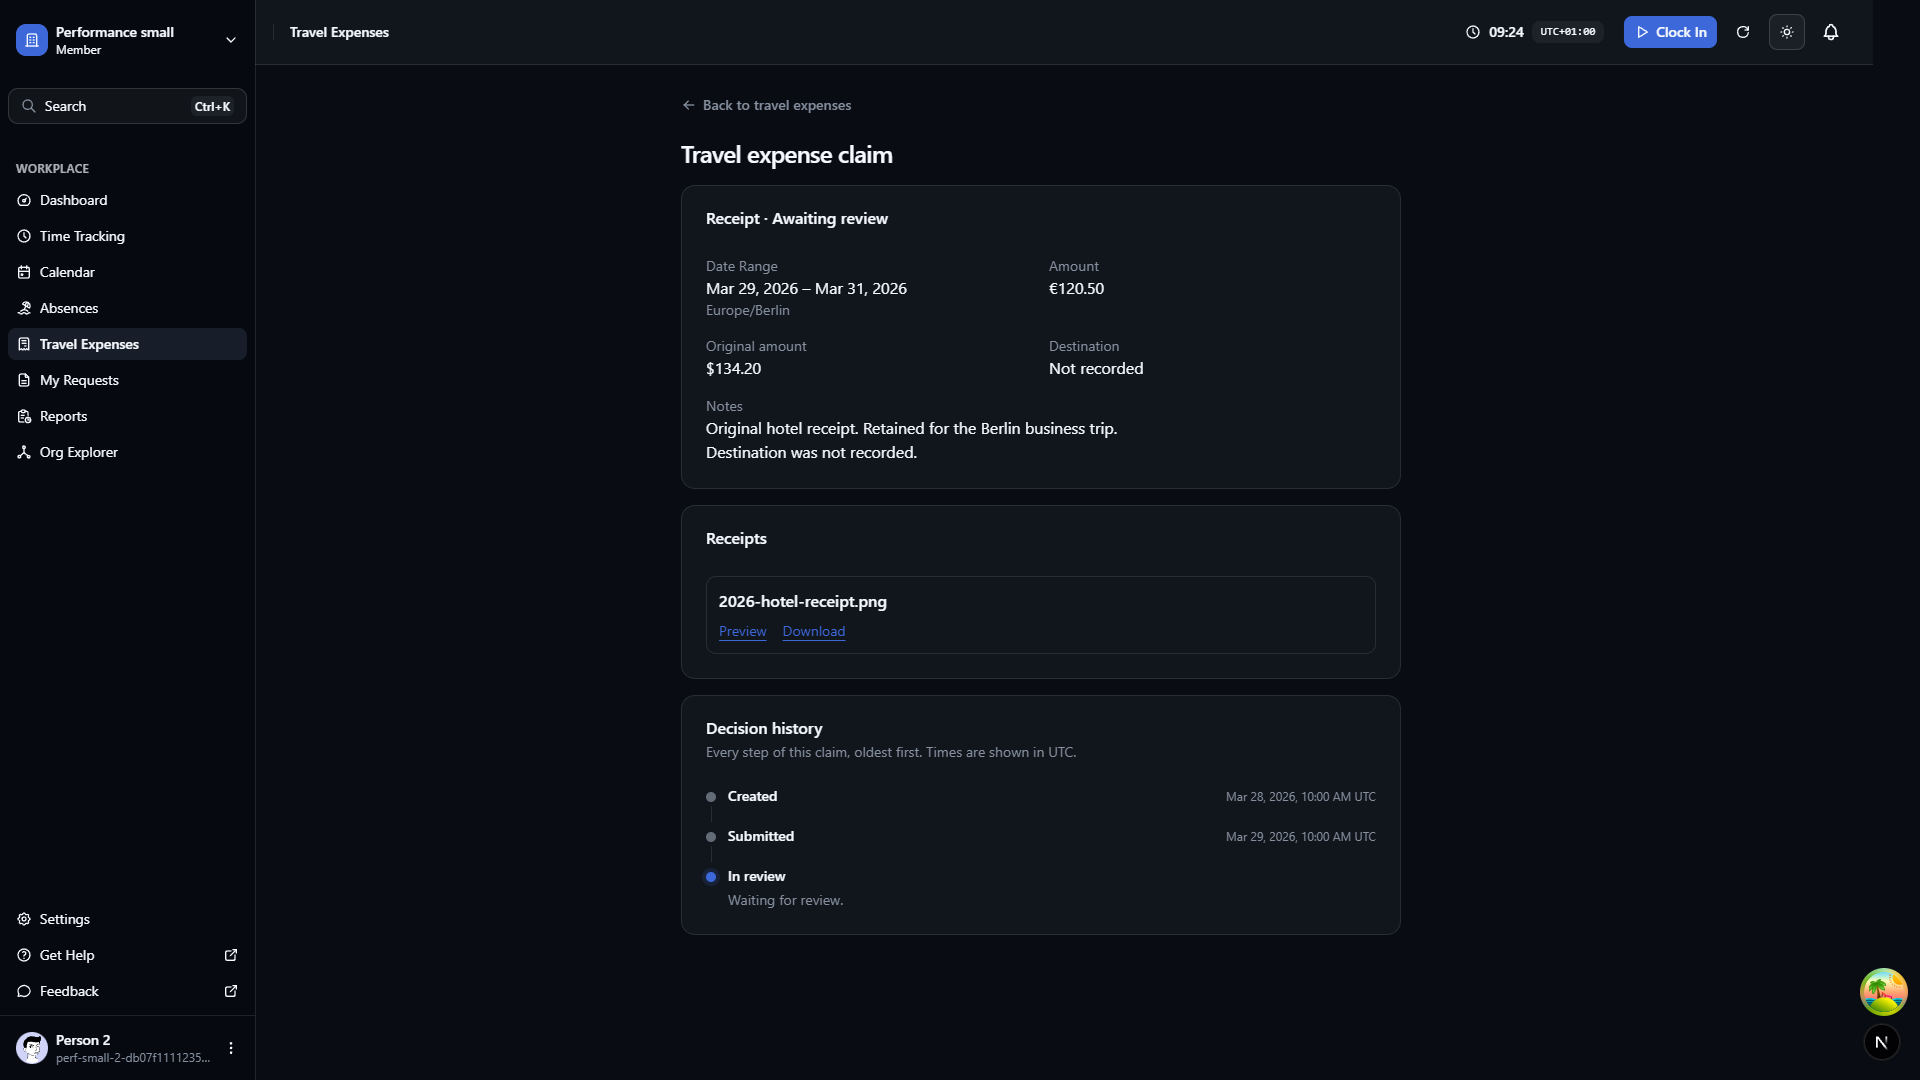 Performance small
Member
Search
Ctrl+K
WORKPLACE
Dashboard
Time Tracking
Calendar
Absences
Travel Expenses
My Requests
Reports
Org Explorer
Settings
Get Help
Feedback
Person 2
perf-small-2-db07f1111235...
Travel Expenses
09:24
UTC+01:00
Clock In
Back to travel expenses
Travel expense claim
Receipt · Awaiting review
Date Range
Mar 29, 2026 – Mar 31, 2026
Europe/Berlin
Amount
€120.50
Original amount
$134.20
Destination
Not recorded
Notes
Original hotel receipt. Retained for the Berlin business trip.
Destination was not recorded.
Receipts
2026-hotel-receipt.png
Preview Download
Decision history
Every step of this claim, oldest first. Times are shown in UTC.
Created
Mar 28, 2026, 10:00 AM UTC
Submitted
Mar 29, 2026, 10:00 AM UTC
In review
Waiting for review.
N